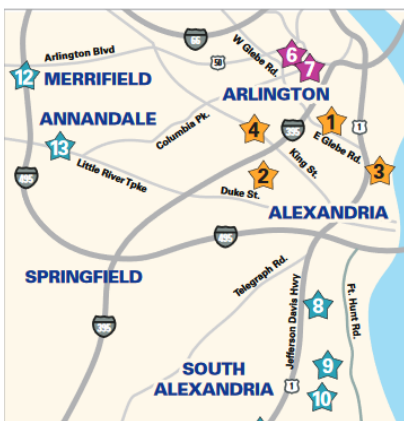 66
Arlington Blvd
W Glebe Rd.
50
6
7
12
MERRIFIELD
ARLINGTON
ANNANDALE
Columbia Pk.
4
1
1
395
E Glebe Rd.
13
King St.
Little River Tpke
2
3
495
Duke St.
ALEXANDRIA
495
Telegraph Rd.
SPRINGFIELD
Jefferson Davis Hwy
Ft. Hunt Rd.
8
395
SOUTH
ALEXANDRIA
9
1
10